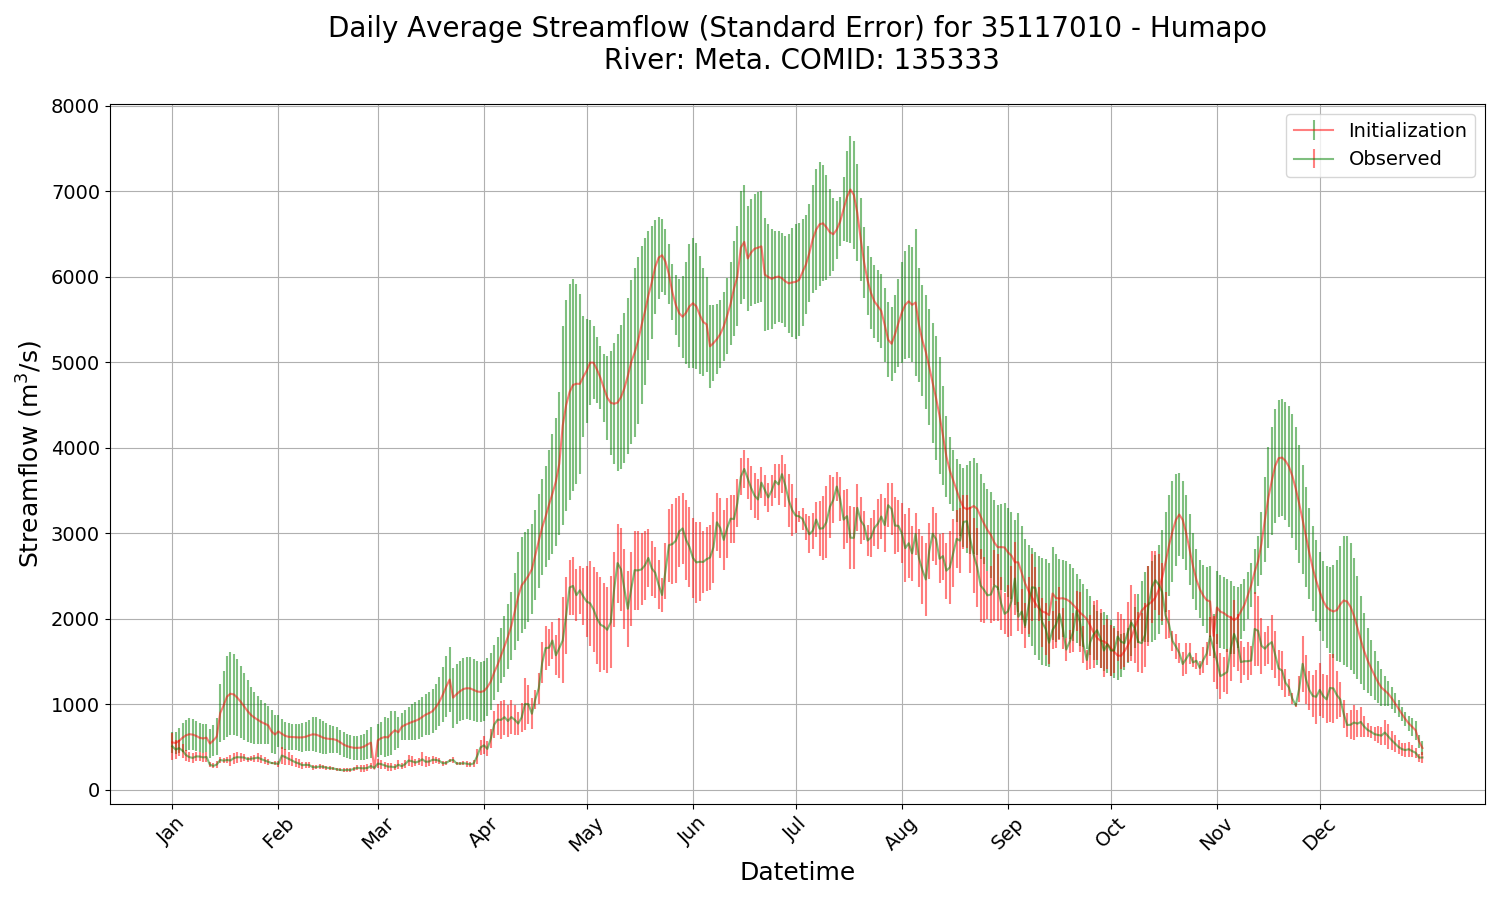 Daily Average Streamflow (Standard Error) for 35117010 - Humapo
River: Meta. COMID: 135333
8000
7000
6000
5000
4000
3000
2000
1000
0
Streamflow (m³/s)
Initialization
Observed
Jan
Feb
Mar
Apr
May
Jun
Jul
Aug
Sep
Oct
Nov
Dec
Datetime